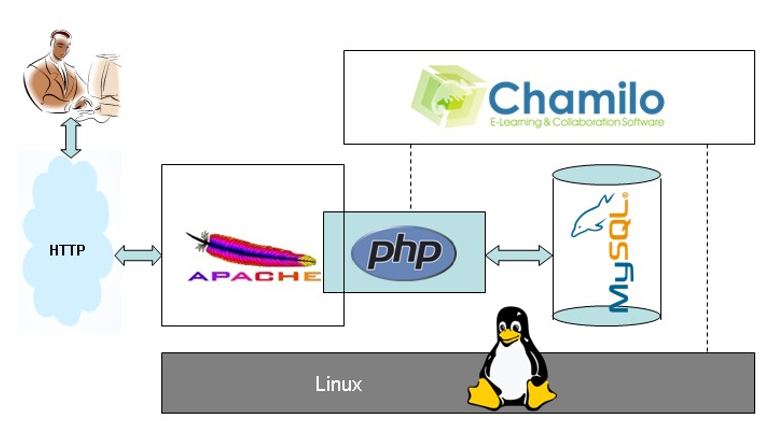 Chamilo
E-Learning & Collaboration Software
HTTP
APACHE
php
MySQL®
Linux